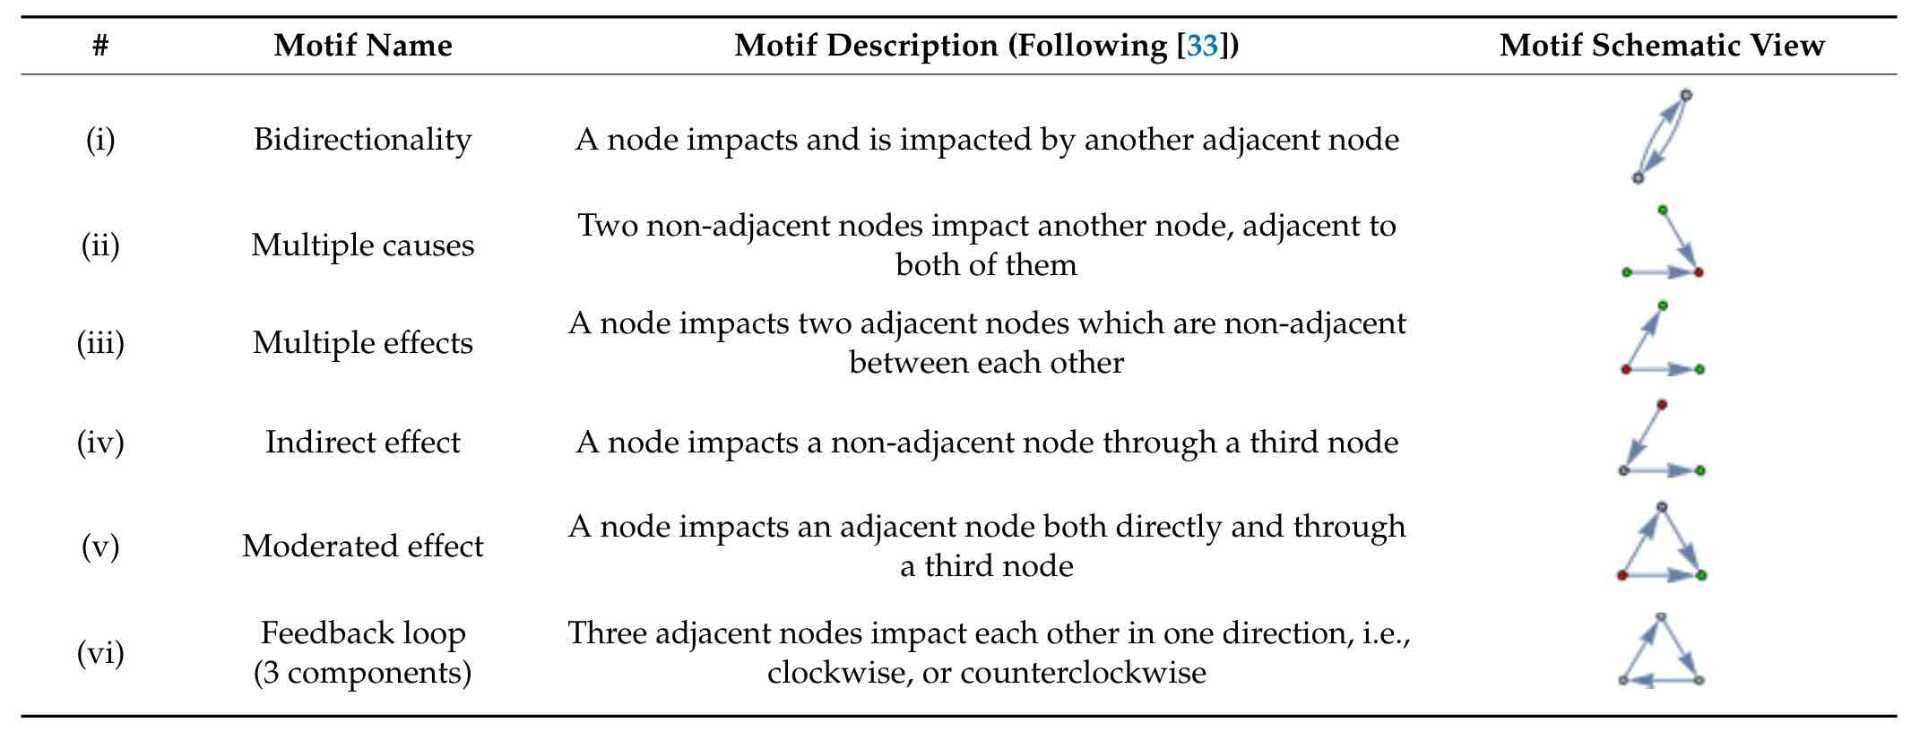 # Motif Name Motif Description (Following [33]) Motif Schematic View
(i) Bidirectionality A node impacts and is impacted by another adjacent node
(ii) Multiple causes Two non-adjacent nodes impact another node, adjacent to
both of them
(iii) Multiple effects A node impacts two adjacent nodes which are non-adjacent
between each other
(iv) Indirect effect A node impacts a non-adjacent node through a third node
(v) Moderated effect A node impacts an adjacent node both directly and through
a third node
(vi) Feedback loop Three adjacent nodes impact each other in one direction, i.e.,
(3 components) clockwise, or counterclockwise